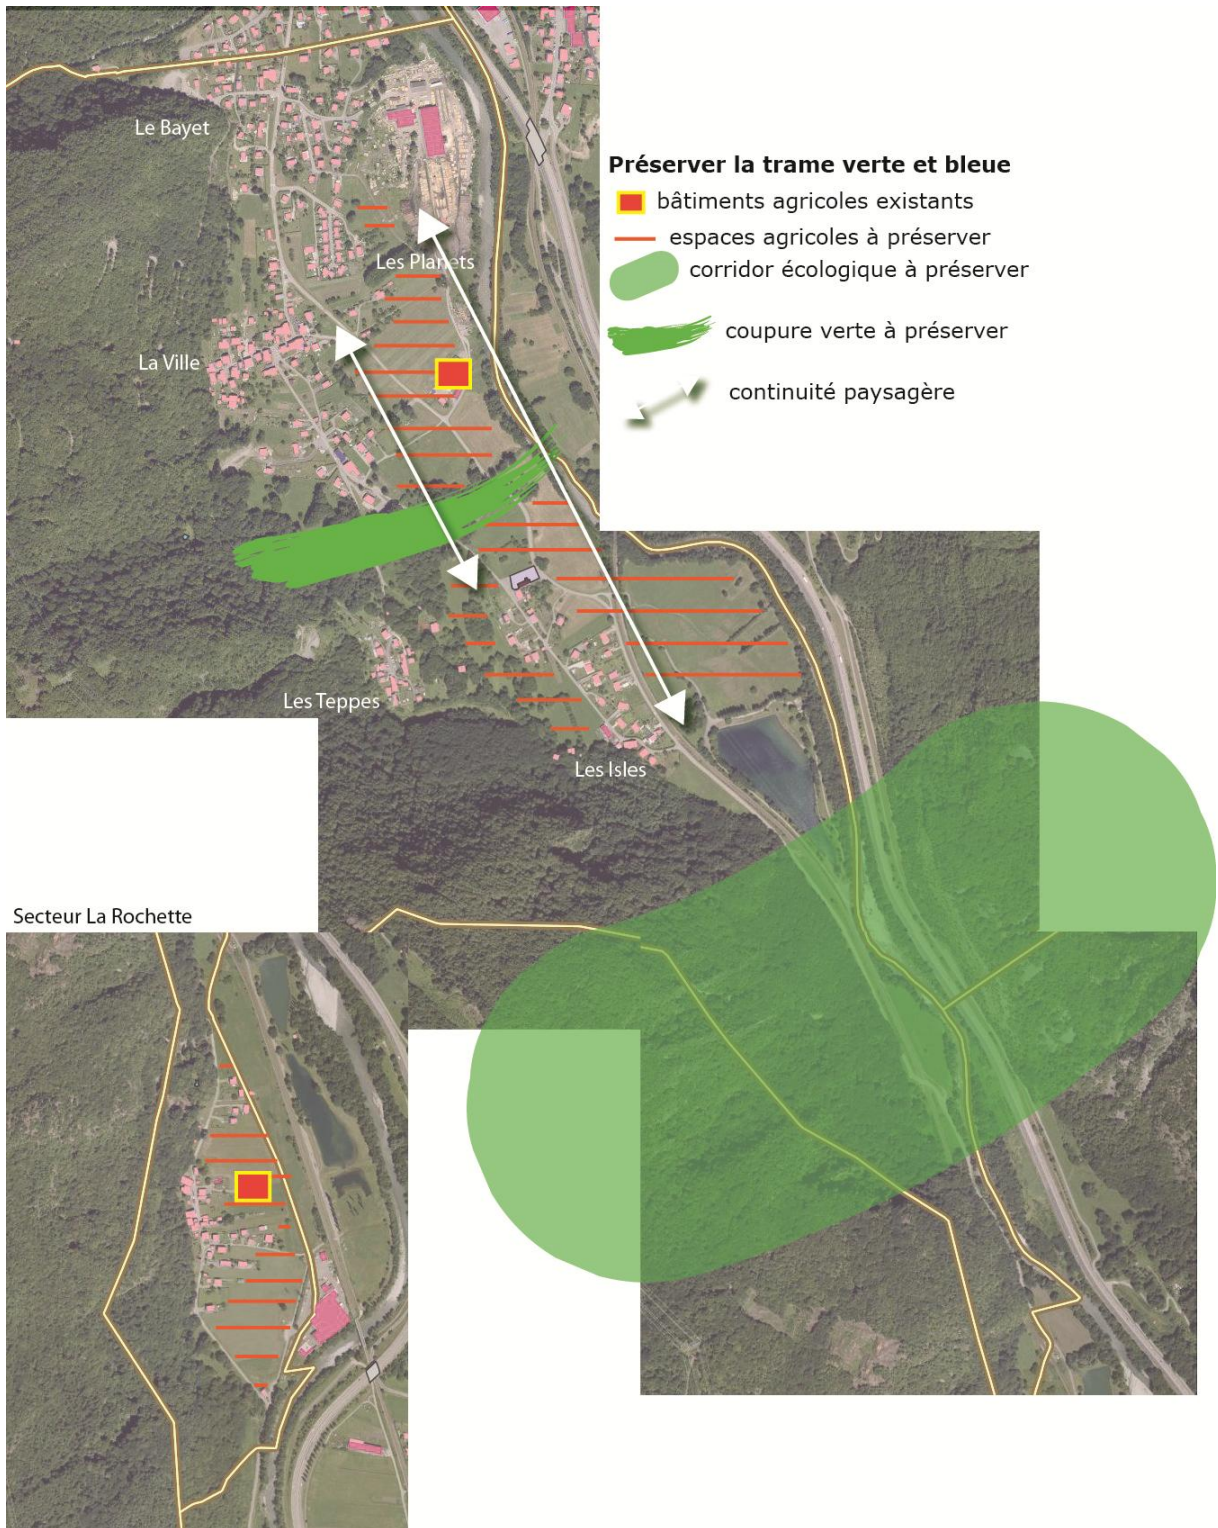 Le Bayet
Préserver la trame verte et bleue
bâtiments agricoles existants
espaces agricoles à préserver
Les Planets
corridor écologique à préserver
coupure verte à préserver
La Ville
continuité paysagère
Les Teppes
Les Isles
Secteur La Rochette